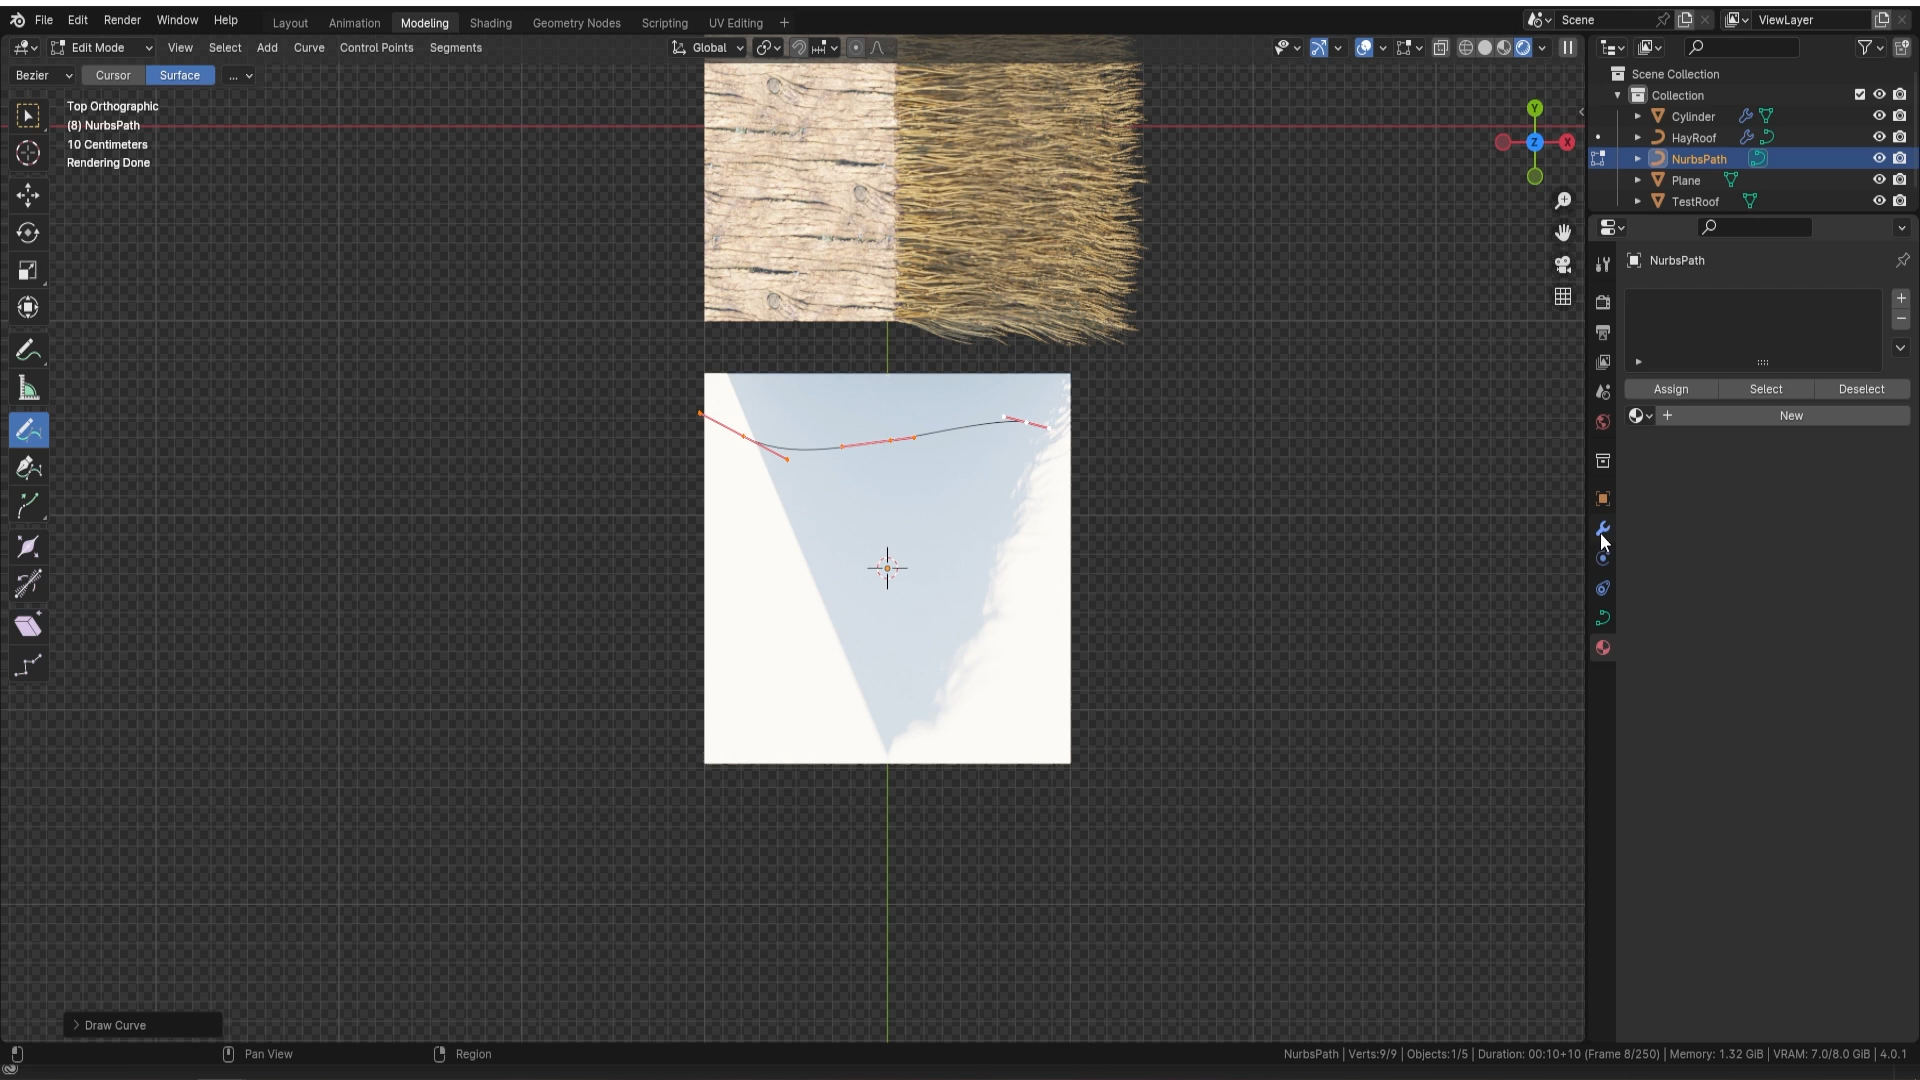 File Edit Render Window Help Layout Animation Modeling Shading Geometry Nodes Scripting UV Editing + Scene ViewLayer
Edit Mode View Select Add Curve Control Points Segments Global
Bezier Cursor Surface ...
Top Orthographic
(8) NurbsPath
10 Centimeters
Rendering Done
Y
Z
X
Scene Collection
Collection
Cylinder
HayRoof
NurbsPath
Plane
TestRoof
NurbsPath
Assign Select Deselect
New
Draw Curve
Pan View Region NurbsPath | Verts:9/9 | Objects:1/5 | Duration: 00:10+10 (Frame 8/250) | Memory: 1.32 GiB | VRAM: 7.0/8.0 GiB | 4.0.1